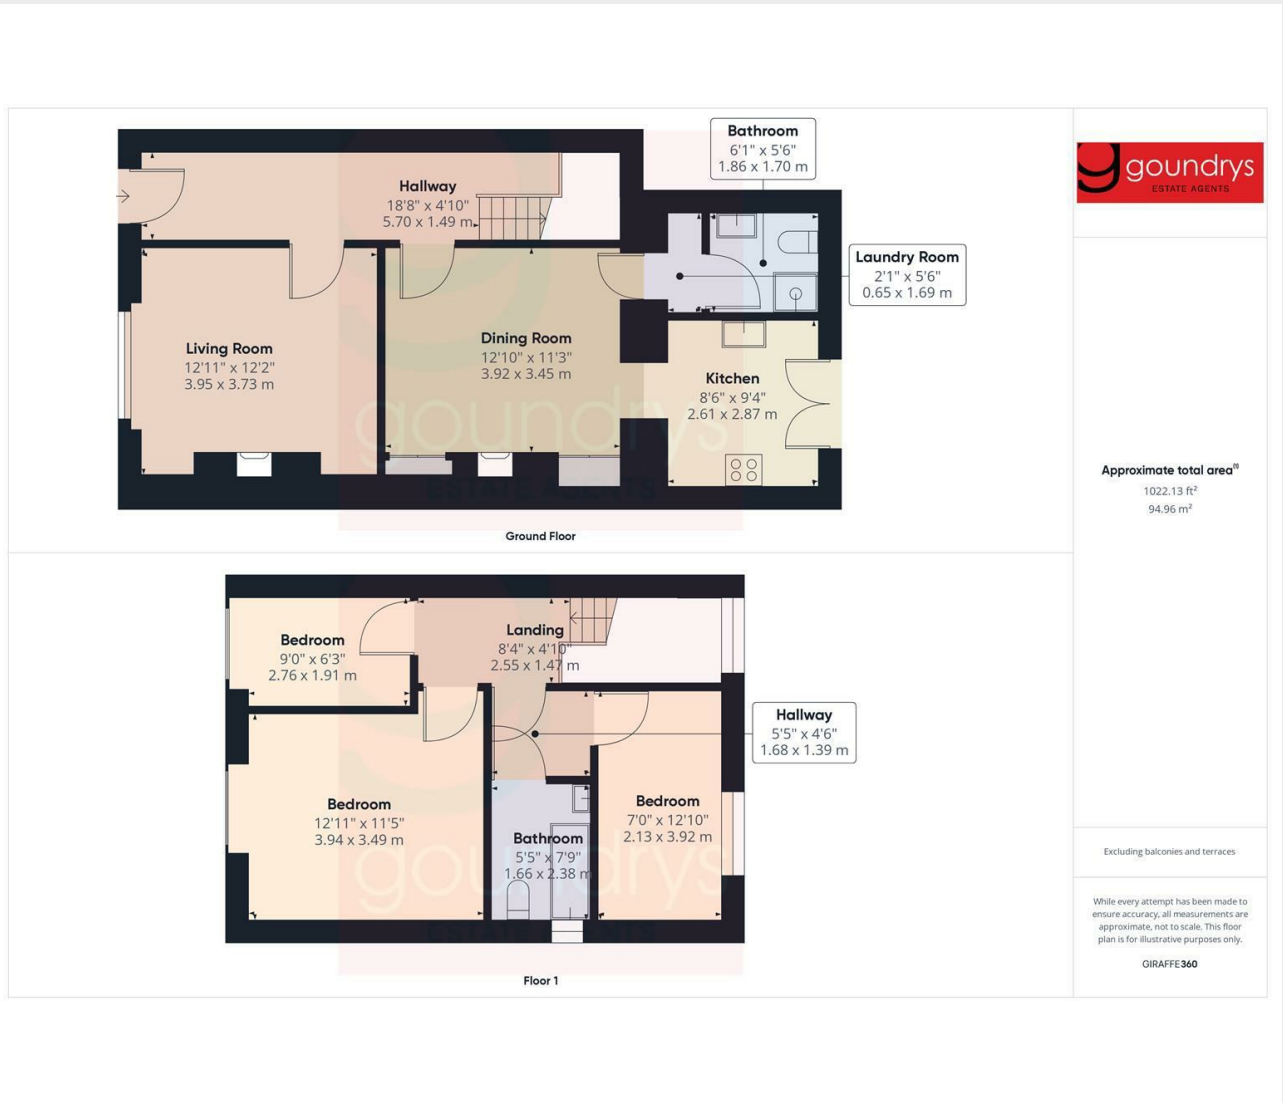 Bathroom
6'1" x 5'6"
1.86 x 1.70 m
Hallway
18'8" x 4'10"
5.70 x 1.49 m
Laundry Room
2'1" x 5'6"
0.65 x 1.69 m
Living Room
12'11" x 12'2"
3.95 x 3.73 m
Dining Room
12'10" x 11'3"
3.92 x 3.45 m
Kitchen
8'6" x 9'4"
2.61 x 2.87 m
goundrys
ESTATE AGENTS
Ground Floor
Bedroom
9'0" x 6'3"
2.76 x 1.91 m
Landing
8'4" x 4'10"
2.55 x 1.47 m
Hallway
5'5" x 4'6"
1.68 x 1.39 m
Bedroom
12'11" x 11'5"
3.94 x 3.49 m
Bathroom
5'5" x 7'9"
1.66 x 2.38 m
Bedroom
7'0" x 12'10"
2.13 x 3.92 m
goundrys
ESTATE AGENTS
Floor 1
goundrys
ESTATE AGENTS
Approximate total area⁽¹⁾
1022.13 ft²
94.96 m²
Excluding balconies and terraces
While every attempt has been made to
ensure accuracy, all measurements are
approximate, not to scale. This floor
plan is for illustrative purposes only.
GIRAFFE360